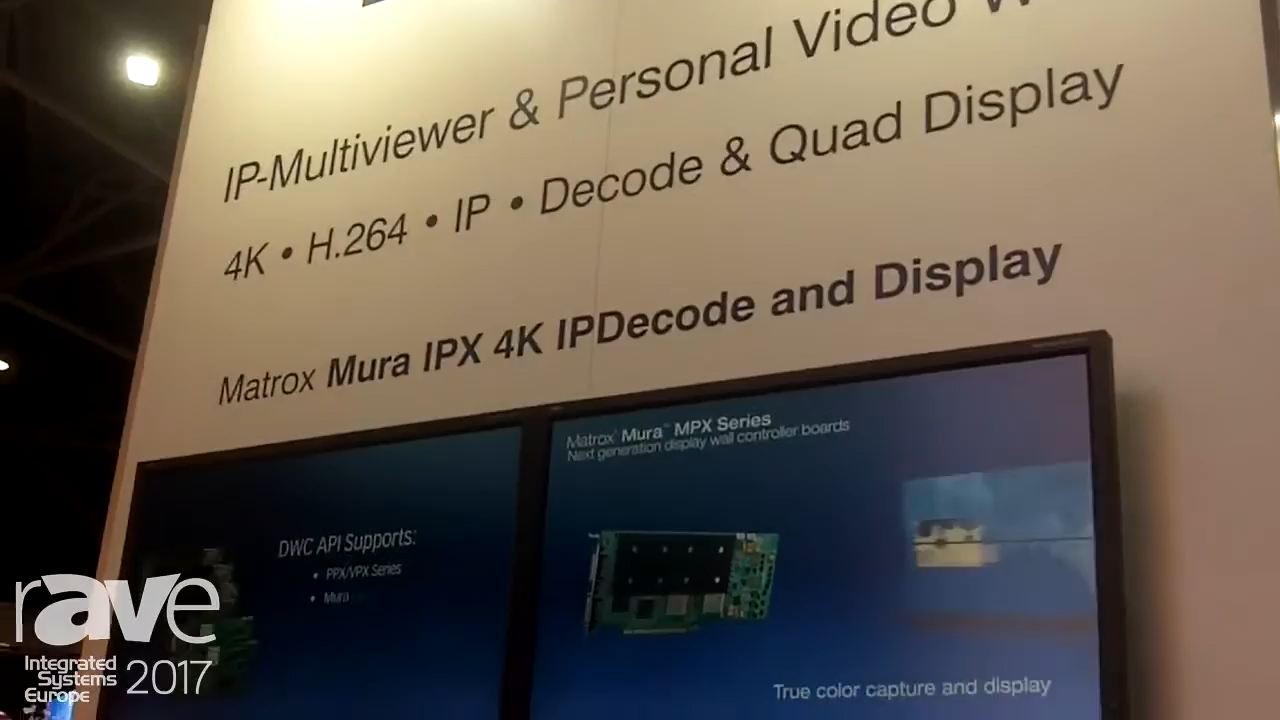 IP-Multiviewer & Personal Video
4K • H.264 • IP • Decode & Quad Display
Matrox Mura IPX 4K IPDecode and Display
Matrox® Mura™ MPX Series
Next generation display wall controller boards
DWC API Supports:
• PPX/VPX Series
• Mura
True color capture and display
rAVe
Integrated
Systems
Europe
2017